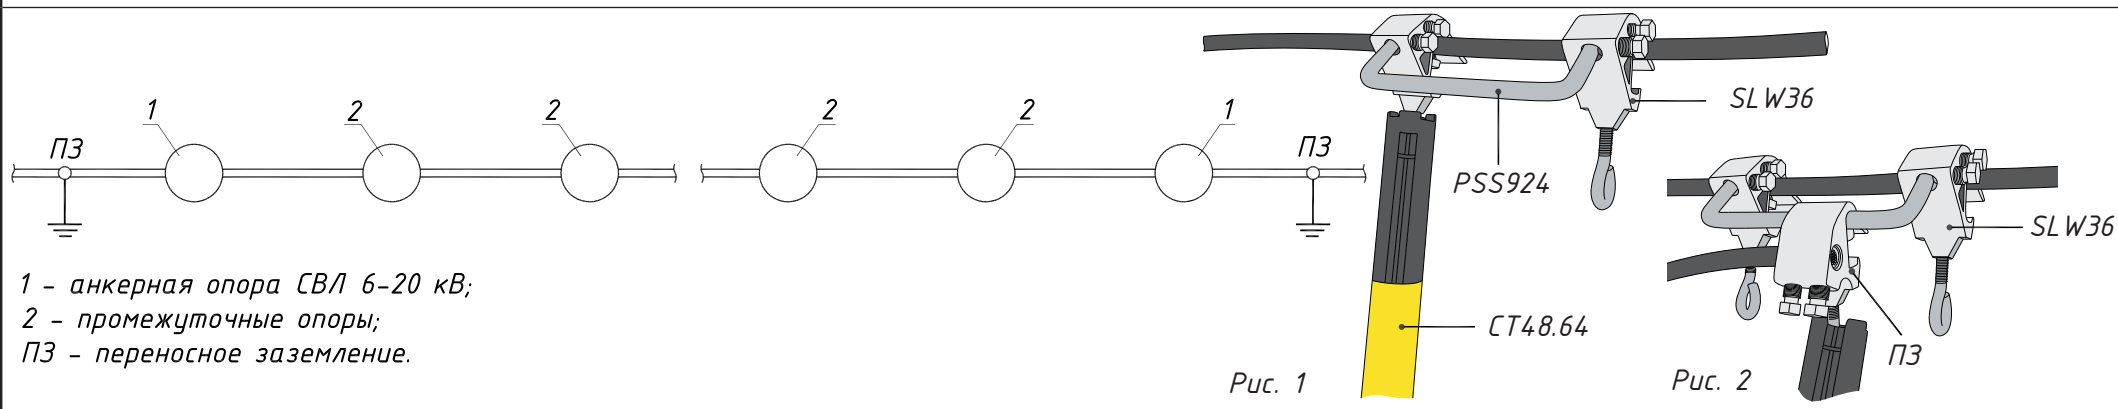 1
2
2
2
2
1
ПЗ
ПЗ
1 - анкерная опора СВЛ 6-20 кВ;
2 - промежуточные опоры;
ПЗ - переносное заземление.
SLW36
PSS924
СТ48.64
Рис. 1
SLW36
ПЗ
Рис. 2